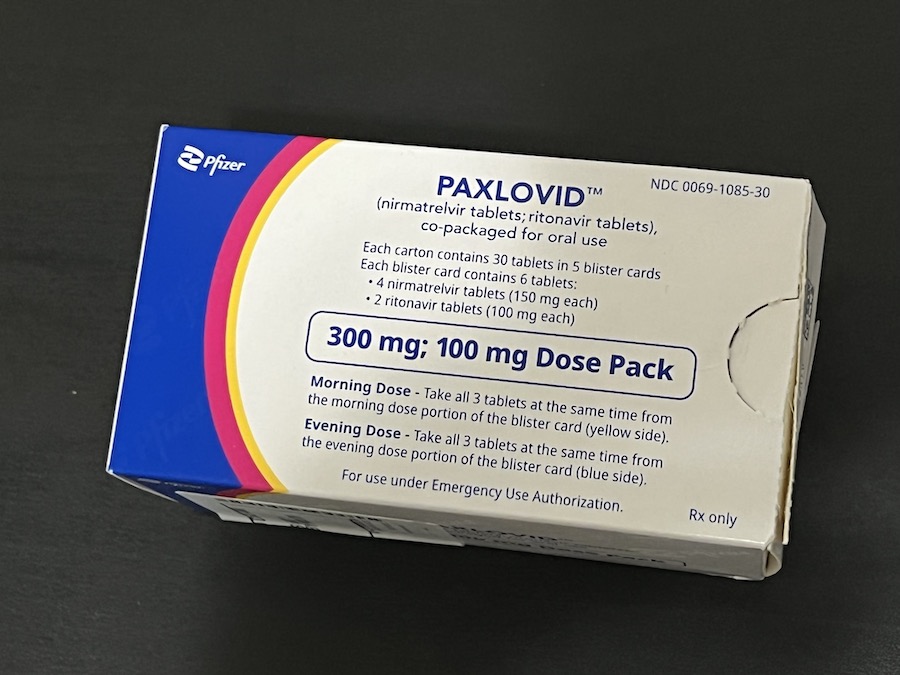 Pfizer
PAXLOVID™
NDC 0069-1085-30
(nirmatrelvir tablets; ritonavir tablets),
co-packaged for oral use
Each carton contains 30 tablets in 5 blister cards
Each blister card contains 6 tablets:
• 4 nirmatrelvir tablets (150 mg each)
• 2 ritonavir tablets (100 mg each)
300 mg; 100 mg Dose Pack
Morning Dose - Take all 3 tablets at the same time from
the morning dose portion of the blister card (yellow side).
Evening Dose - Take all 3 tablets at the same time from
the evening dose portion of the blister card (blue side).
For use under Emergency Use Authorization.
Rx only